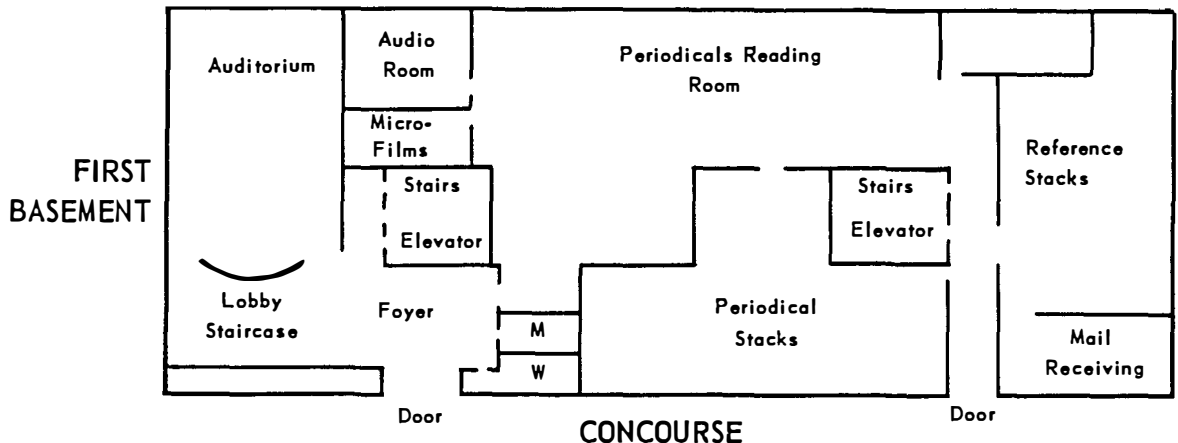 FIRST
BASEMENT
Auditorium
Audio
Room
Periodicals Reading
Room
Micro-
Films
Reference
Stacks
Stairs
Elevator
Stairs
Elevator
Lobby
Staircase
Foyer
M
W
Periodical
Stacks
Mail
Receiving
Door
Door
CONCOURSE